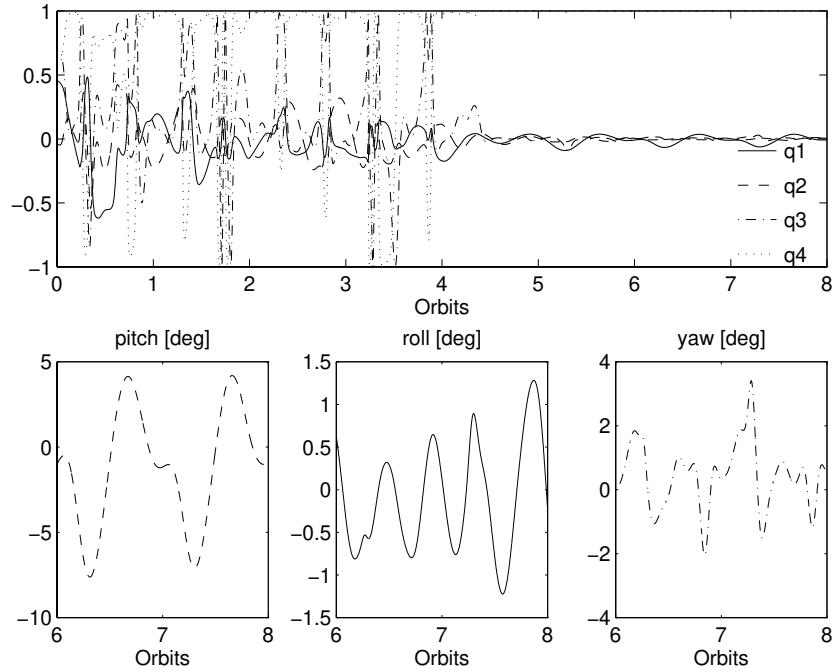 1
0.5
0
−0.5
−1
q1
q2
q3
q4
0 1 2 3 4 5 6 7 8
Orbits
pitch [deg]
5
0
−5
−10
6 7 8
Orbits
roll [deg]
1.5
1
0.5
0
−0.5
−1
−1.5
6 7 8
Orbits
yaw [deg]
4
2
0
−2
−4
6 7 8
Orbits